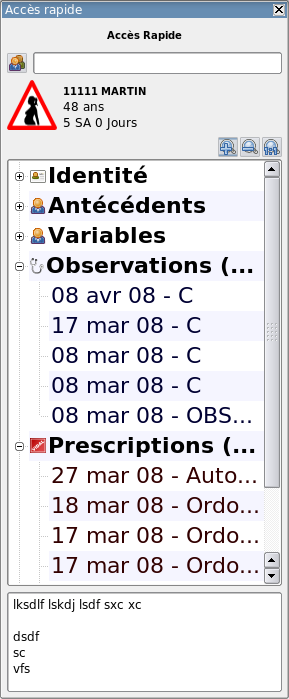 Accès rapide
Accès Rapide
11111 MARTIN
48 ans
5 SA 0 Jours
Identité
Antécédents
Variables
Observations (...
08 avr 08 - C
17 mar 08 - C
08 mar 08 - C
08 mar 08 - C
08 mar 08 - OBS...
Prescriptions (...
27 mar 08 - Auto...
18 mar 08 - Ordo...
17 mar 08 - Ordo...
17 mar 08 - Ordo...
lksdlf lskdj lsdf sxc xc
dsdf
sc
vfs